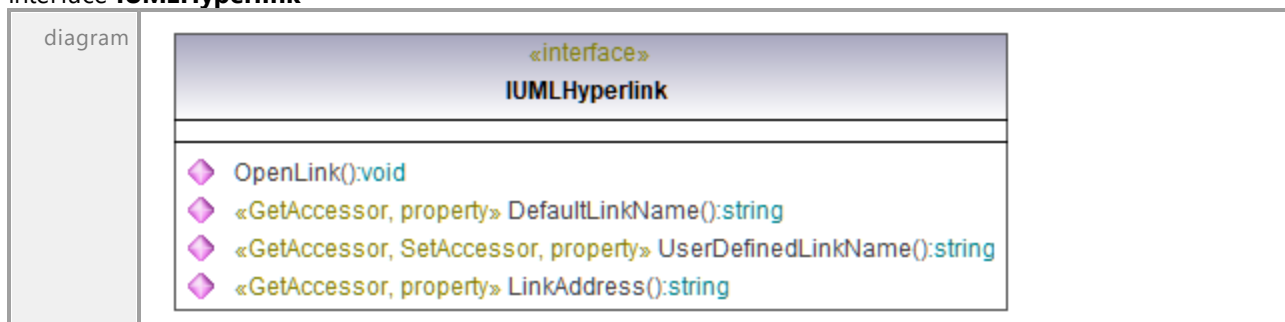 interface IUMLHyperlink
diagram
«interface»
IUMLHyperlink
OpenLink():void
«GetAccessor, property» DefaultLinkName():string
«GetAccessor, SetAccessor, property» UserDefinedLinkName():string
«GetAccessor, property» LinkAddress():string